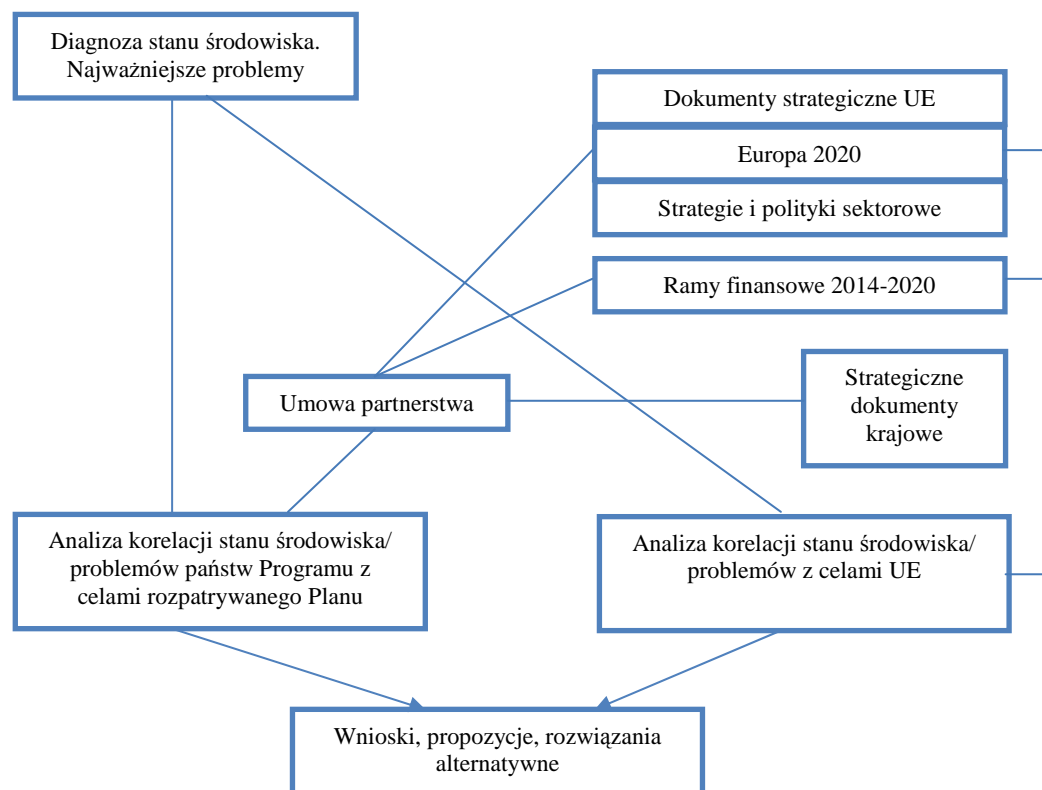 Diagnoza stanu środowiska.
Najważniejsze problemy
Dokumenty strategiczne UE
Europa 2020
Strategie i polityki sektorowe
Ramy finansowe 2014-2020
Umowa partnerstwa
Strategiczne
dokumenty
krajowe
Analiza korelacji stanu środowiska/
problemów państw Programu z
celami rozpatrywanego Planu
Analiza korelacji stanu środowiska/
problemów z celami UE
Wnioski, propozycje, rozwiązania
alternatywne